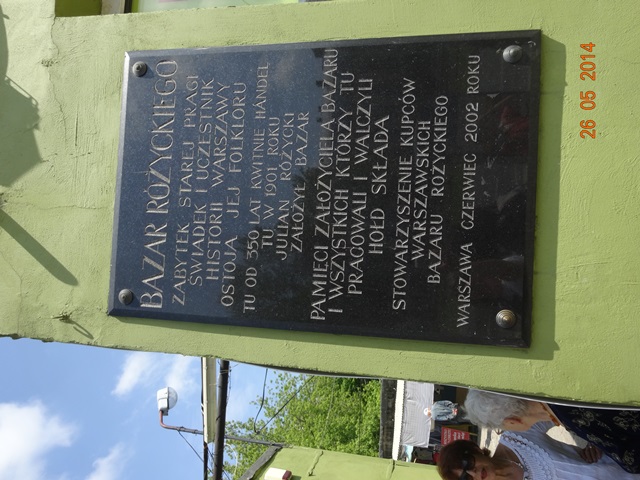 BAZAR RÓŻYCKIEGO
ZABYTEK STAREJ PRAGI
ŚWIADEK I UCZESTNIK
HISTORII WARSZAWY
OSTOJA JEJ FOLKLORU
TU OD 350 LAT KWITNIE HANDEL
TU W 1901 ROKU
JULIAN RÓŻYCKI
ZAŁOŻYŁ BAZAR
PAMIĘCI ZAŁOŻYCIELA BAZARU
I WSZYSTKICH KTÓRZY TU
PRACOWALI I WALCZYLI
HOŁD SKŁADA
STOWARZYSZENIE KUPCÓW
WARSZAWSKICH
BAZARU RÓŻYCKIEGO
WARSZAWA CZERWIEC 2002 ROKU
26 05 2014